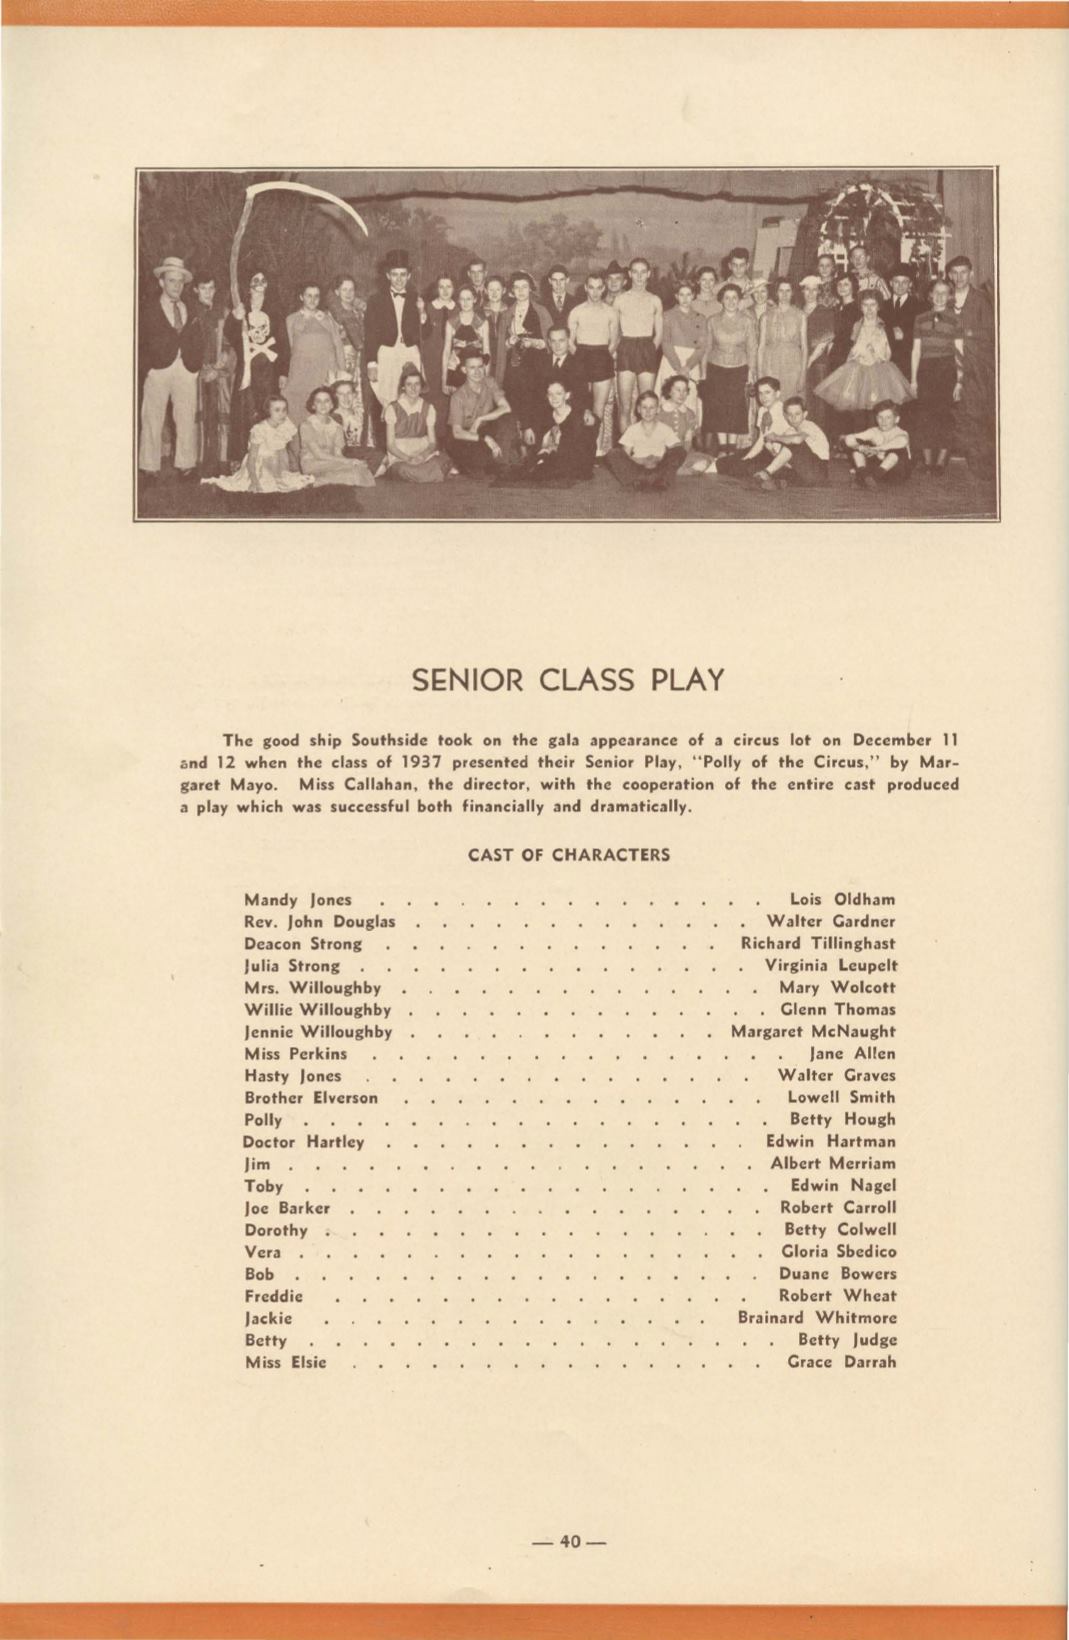 SENIOR CLASS PLAY
The good ship Southside took on the gala appearance of a circus lot on December 11
and 12 when the class of 1937 presented their Senior Play, "Polly of the Circus," by Mar-
garet Mayo. Miss Callahan, the director, with the cooperation of the entire cast produced
a play which was successful both financially and dramatically.
CAST OF CHARACTERS
Mandy Jones . . . . . . . . . . . . . . . Lois Oldham
Rev. John Douglas . . . . . . . . . . . . . Walter Gardner
Deacon Strong . . . . . . . . . . . . . Richard Tillinghast
Julia Strong . . . . . . . . . . . . . . . Virginia Leupelt
Mrs. Willoughby . . . . . . . . . . . . . . Mary Wolcott
Willie Willoughby . . . . . . . . . . . . . . Glenn Thomas
Jennie Willoughby . . . . . . . . . . . . Margaret McNaught
Miss Perkins . . . . . . . . . . . . . . . . Jane Allen
Hasty Jones . . . . . . . . . . . . . . . Walter Graves
Brother Elverson . . . . . . . . . . . . . . Lowell Smith
Polly . . . . . . . . . . . . . . . . . . Betty Hough
Doctor Hartley . . . . . . . . . . . . . . Edwin Hartman
Jim . . . . . . . . . . . . . . . . . . Albert Merriam
Toby . . . . . . . . . . . . . . . . . . Edwin Nagel
Joe Barker . . . . . . . . . . . . . . . . Robert Carroll
Dorothy . . . . . . . . . . . . . . . . . Betty Colwell
Vera . . . . . . . . . . . . . . . . . . Gloria Sbedico
Bob . . . . . . . . . . . . . . . . . . Duane Bowers
Freddie . . . . . . . . . . . . . . . . Robert Wheat
Jackie . . . . . . . . . . . . . . . Brainard Whitmore
Betty . . . . . . . . . . . . . . . . . . Betty Judge
Miss Elsie . . . . . . . . . . . . . . . . Grace Darrah
— 40 —